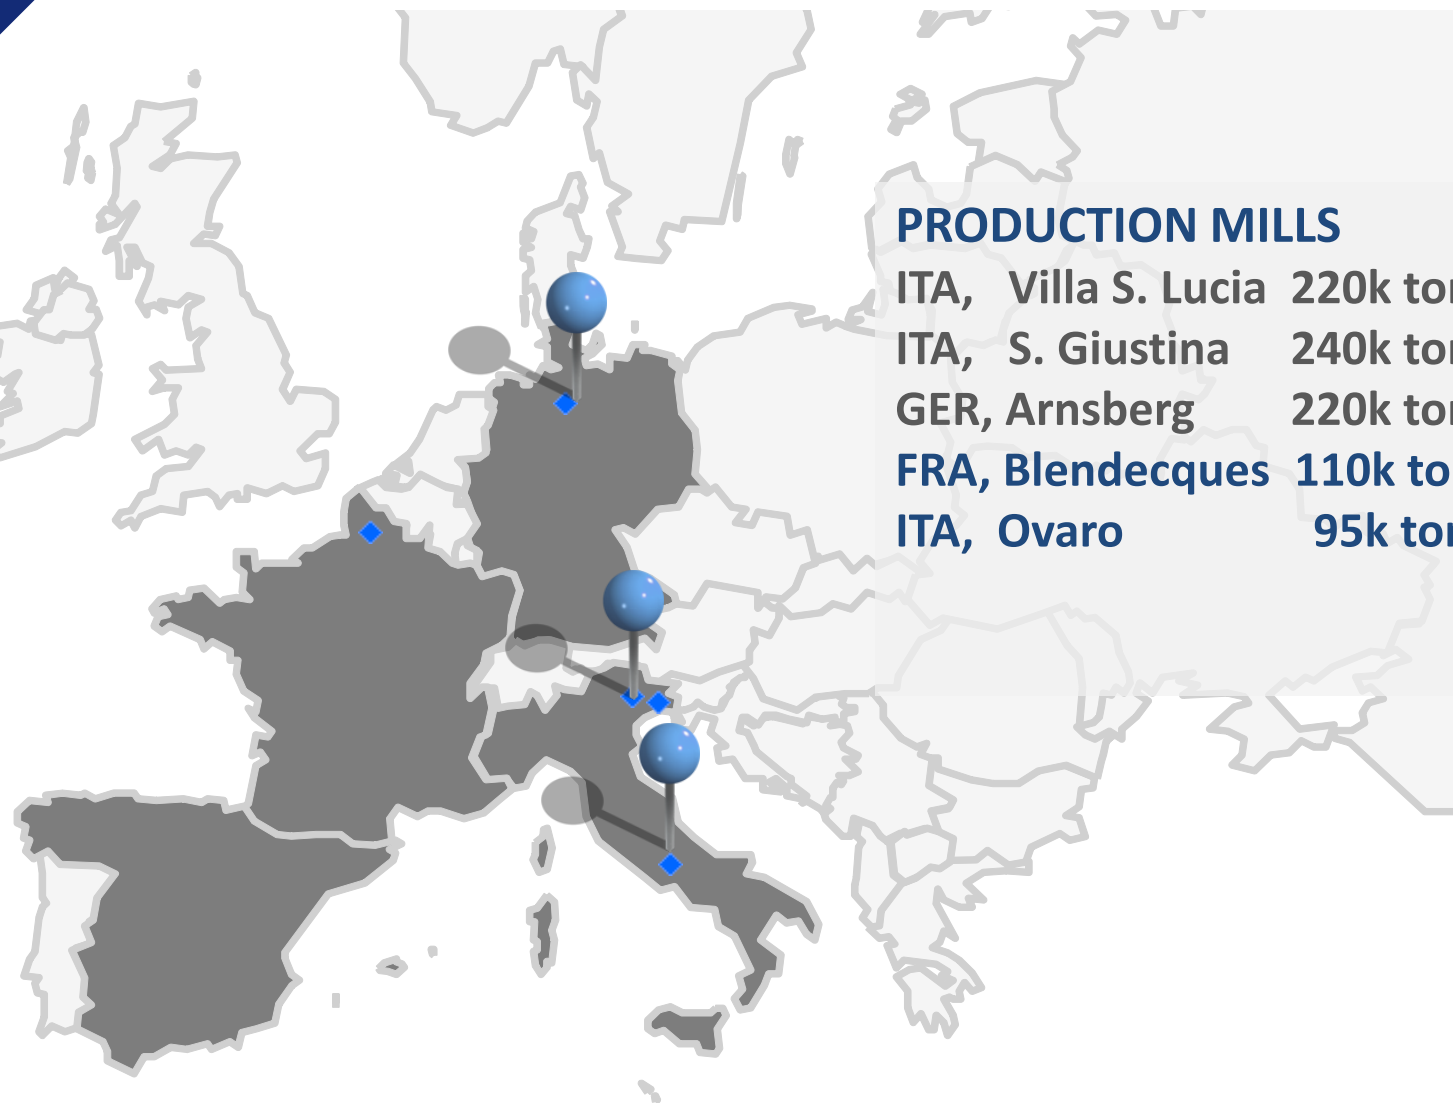 PRODUCTION MILLS
ITA, Villa S. Lucia 220k
ITA, S. Giustina 240k
GER, Arnsberg 220k
FRA, Blendecques 110k
ITA, Ovaro 95k